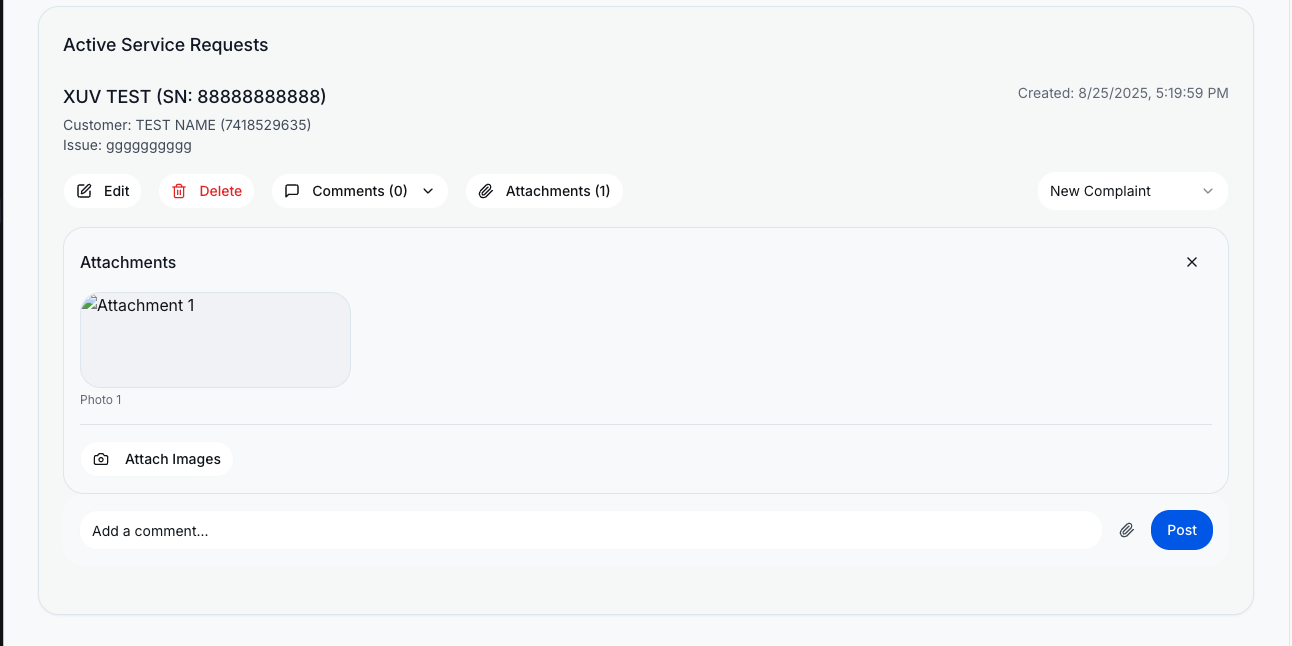 Active Service Requests
XUV TEST (SN: 88888888888)
Created: 8/25/2025, 5:19:59 PM
Customer: TEST NAME (7418529635)
Issue: gggggggggg
Edit
Delete
Comments (0)
Attachments (1)
New Complaint
Attachments
Attachment 1
Photo 1
Attach Images
Add a comment...
Post